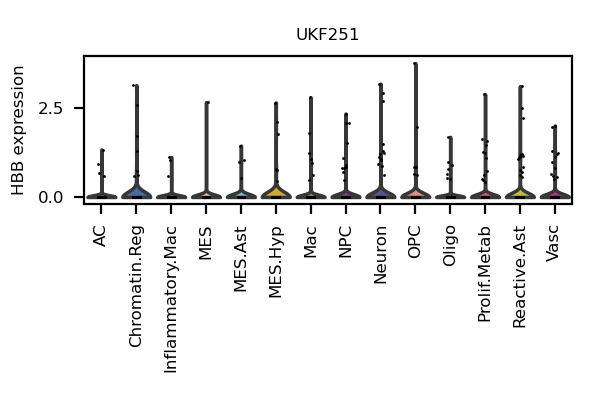 UKF251
HBB expression
2.5
0.0
AC
Chromatin.Reg
Inflammatory.Mac
MES
MES.Ast
MES.Hyp
Mac
NPC
Neuron
OPC
Oligo
Prolif.Metab
Reactive.Ast
Vasc